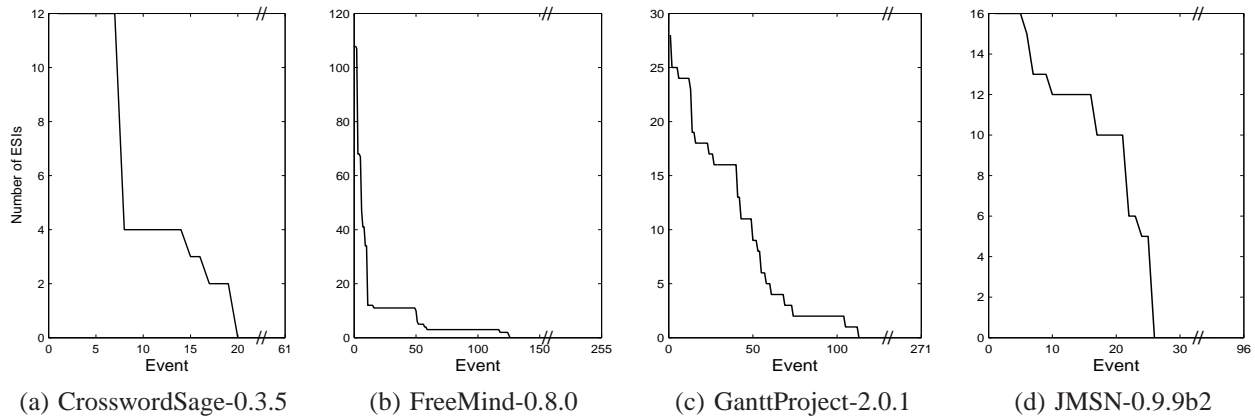 Number of ESIs
12
10
8
6
4
2
0
0 5 10 15 20 // 61
Event
(a) CrosswordSage-0.3.5
120
100
80
60
40
20
0
0 50 100 150 // 255
Event
(b) FreeMind-0.8.0
30
25
20
15
10
5
0
0 50 100 // 271
Event
(c) GanttProject-2.0.1
16
14
12
10
8
6
4
2
0
0 10 20 30 // 96
Event
(d) JMSN-0.9.9b2